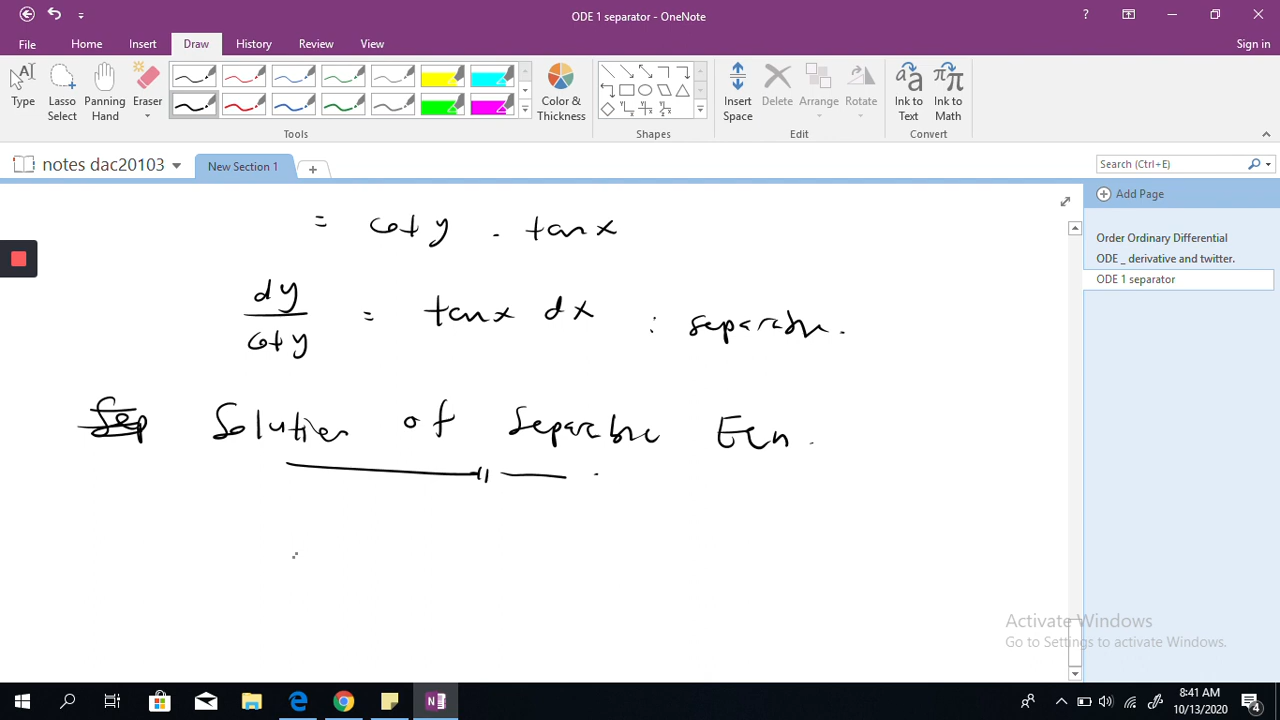 ODE 1 separator - OneNote
?
File Home Insert Draw History Review View
Sign in
Type
Lasso Select
Panning Hand
Eraser
Color & Thickness
Insert Space
Delete
Arrange
Rotate
Ink to Text
Ink to Math
Tools
Shapes
Edit
Convert
notes dac20103
New Section 1
+
Search (Ctrl+E)
Add Page
Order Ordinary Differential
ODE _ derivative and twitter.
ODE 1 separator
= cot y . tan x
dy / cot y = tan x dx : separable.
Sep Solution of Separable Eqn.
Activate Windows
Go to Settings to activate Windows.
8:41 AM
10/13/2020
4